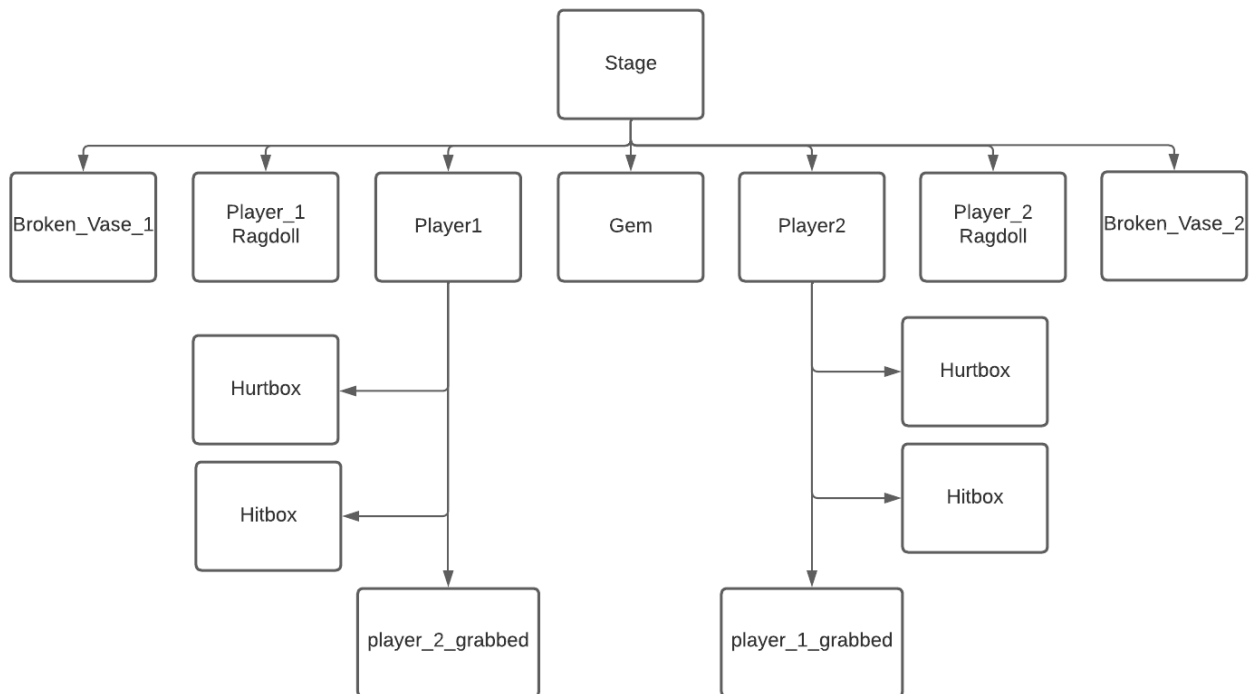 Stage
Broken_Vase_1
Player_1
Ragdoll
Player1
Gem
Player2
Player_2
Ragdoll
Broken_Vase_2
Hurtbox
Hurtbox
Hitbox
Hitbox
player_2_grabbed
player_1_grabbed